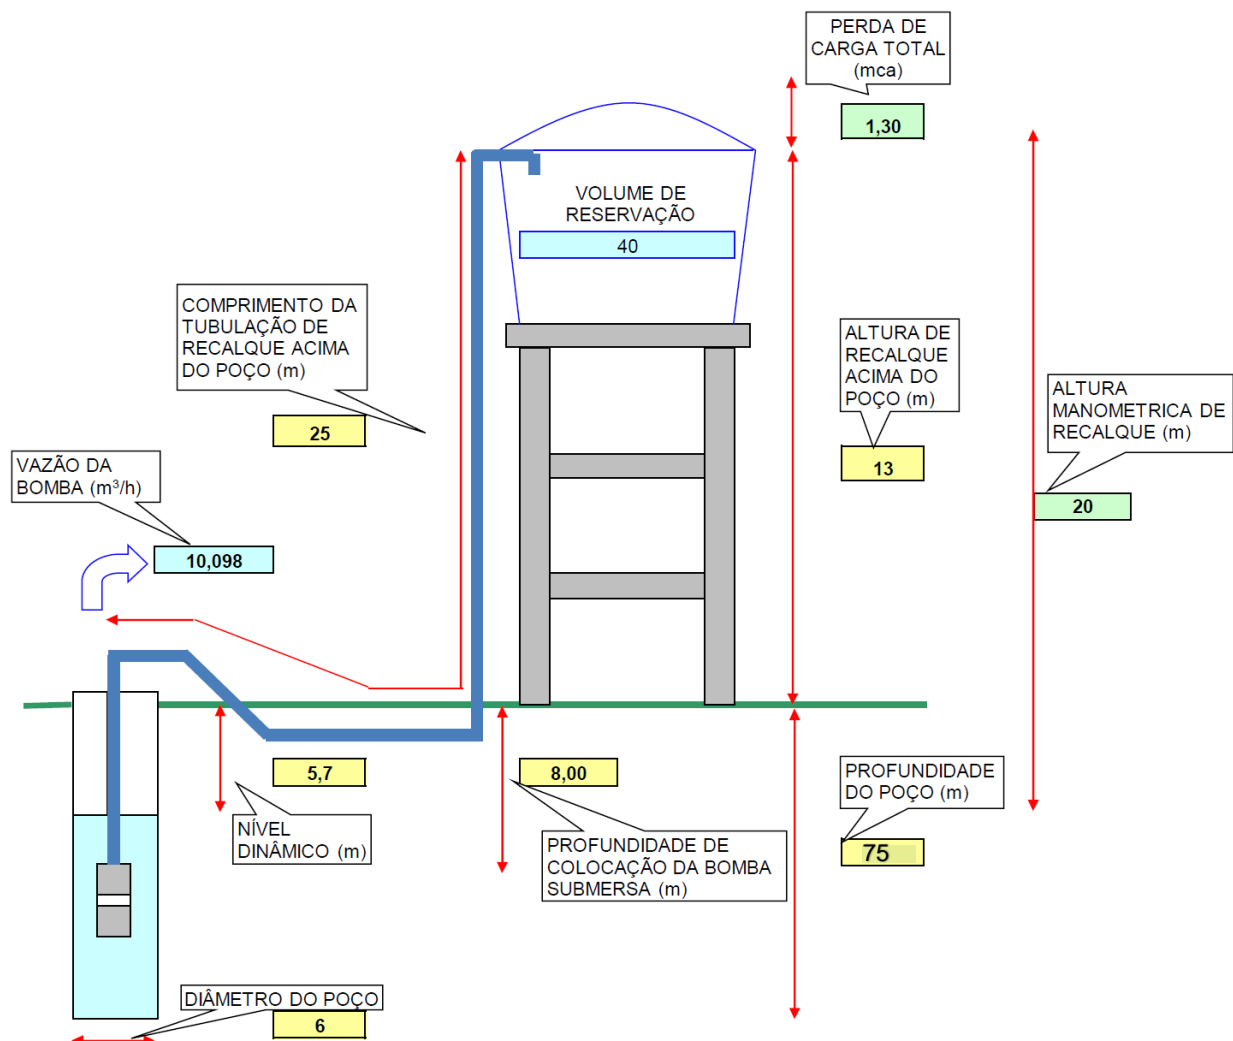 PERDA DE
CARGA TOTAL
(mca)
1,30
VOLUME DE
RESERVAÇÃO
40
COMPRIMENTO DA
TUBULAÇÃO DE
RECALQUE ACIMA
DO POÇO (m)
25
ALTURA DE
RECALQUE
ACIMA DO
POÇO (m)
13
ALTURA
MANOMETRICA DE
RECALQUE (m)
20
VAZÃO DA
BOMBA (m³/h)
10,098
5,7
NÍVEL
DINÂMICO (m)
8,00
PROFUNDIDADE DE
COLOCAÇÃO DA BOMBA
SUBMERSA (m)
PROFUNDIDADE
DO POÇO (m)
75
DIÂMETRO DO POÇO
6